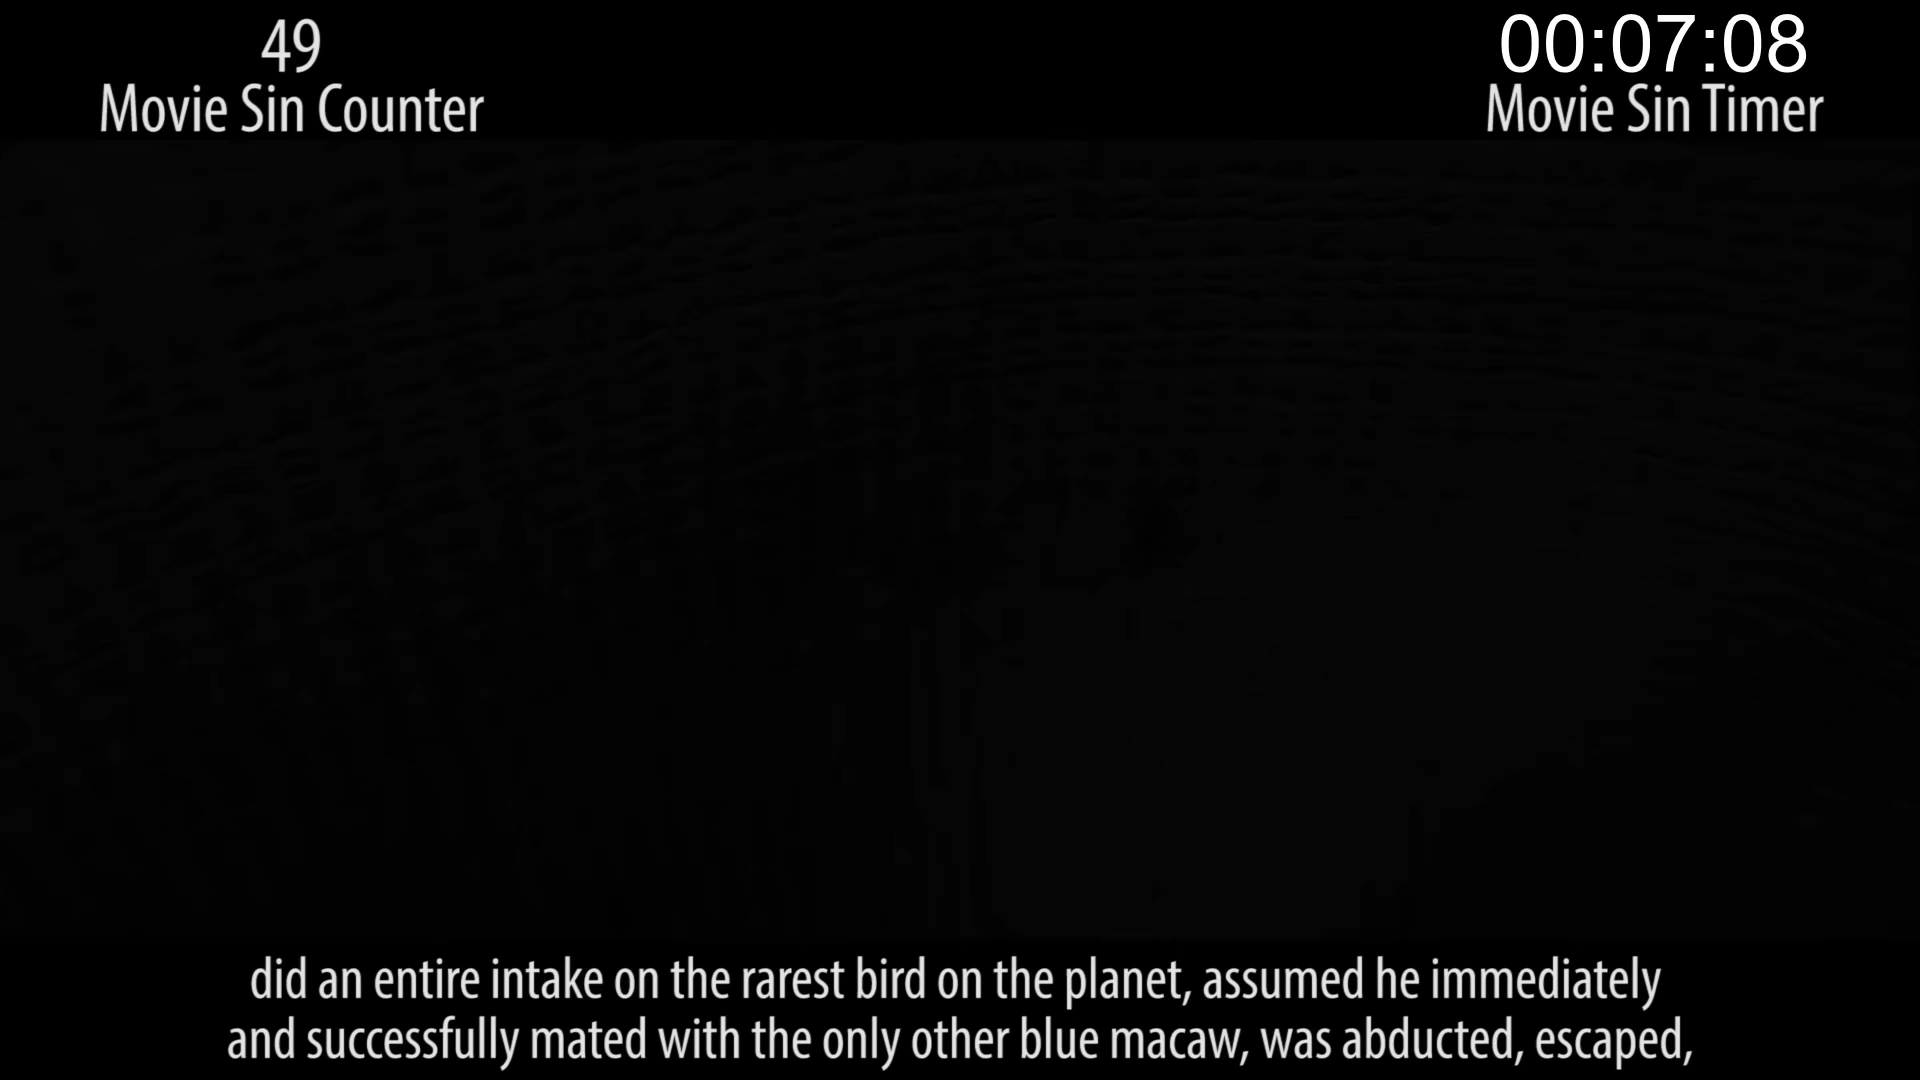 49
Movie Sin Counter
00:07:08
Movie Sin Timer
did an entire intake on the rarest bird on the planet, assumed he immediately
and successfully mated with the only other blue macaw, was abducted, escaped,